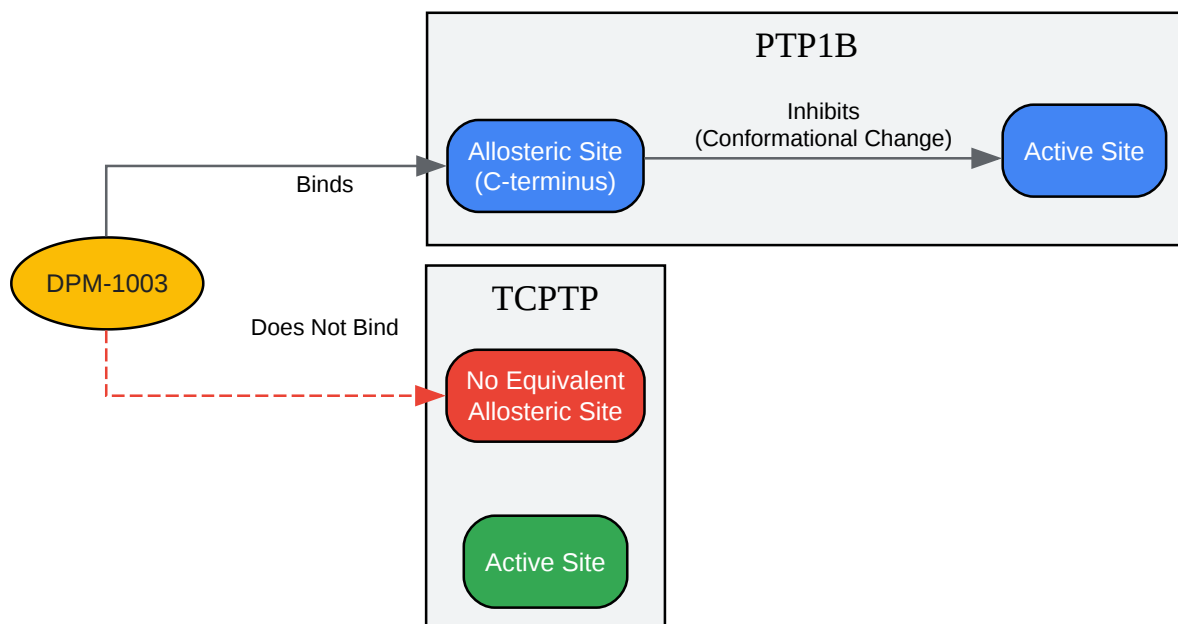 PTP1B
Inhibits
(Conformational Change)
Allosteric Site
(C-terminus)
Active Site
Binds
DPM-1003
TCPTP
Does Not Bind
No Equivalent
Allosteric Site
Active Site